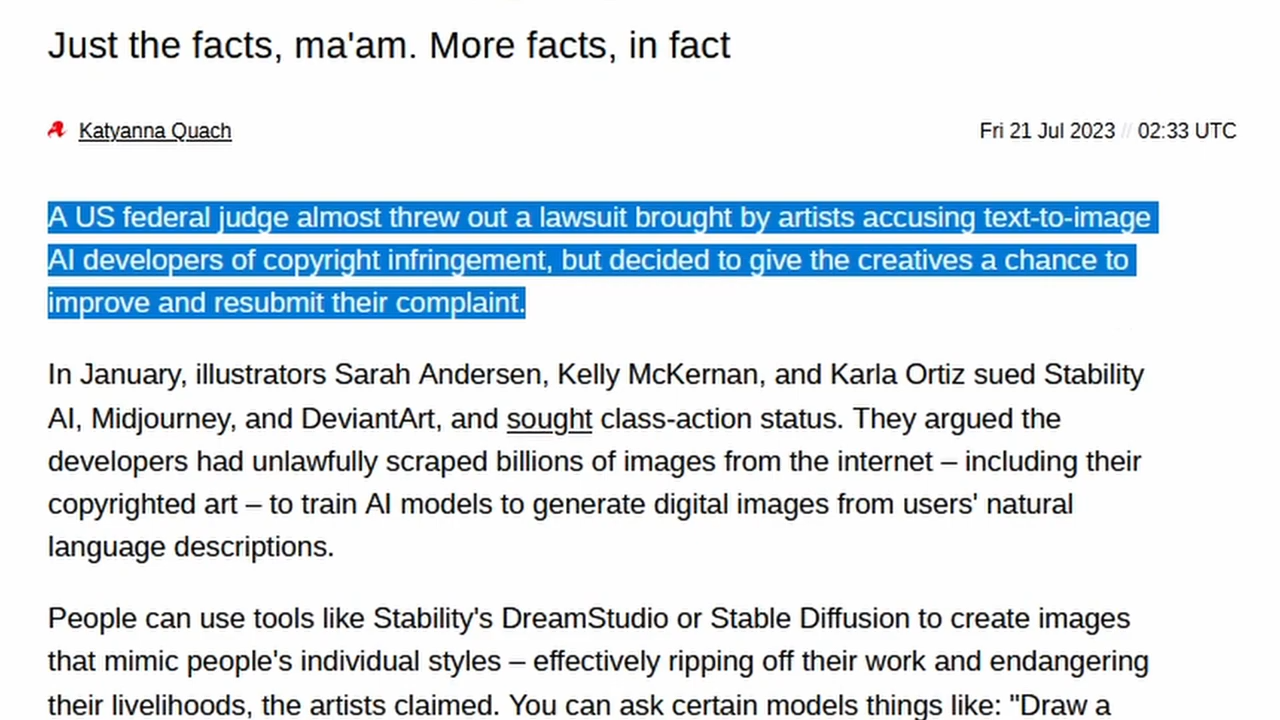 Just the facts, ma'am. More facts, in fact
Katyanna Quach
Fri 21 Jul 2023 // 02:33 UTC
A US federal judge almost threw out a lawsuit brought by artists accusing text-to-image
AI developers of copyright infringement, but decided to give the creatives a chance to
improve and resubmit their complaint.
In January, illustrators Sarah Andersen, Kelly McKernan, and Karla Ortiz sued Stability
AI, Midjourney, and DeviantArt, and sought class-action status. They argued the
developers had unlawfully scraped billions of images from the internet – including their
copyrighted art – to train AI models to generate digital images from users' natural
language descriptions.
People can use tools like Stability's DreamStudio or Stable Diffusion to create images
that mimic people's individual styles – effectively ripping off their work and endangering
their livelihoods, the artists claimed. You can ask certain models things like: "Draw a